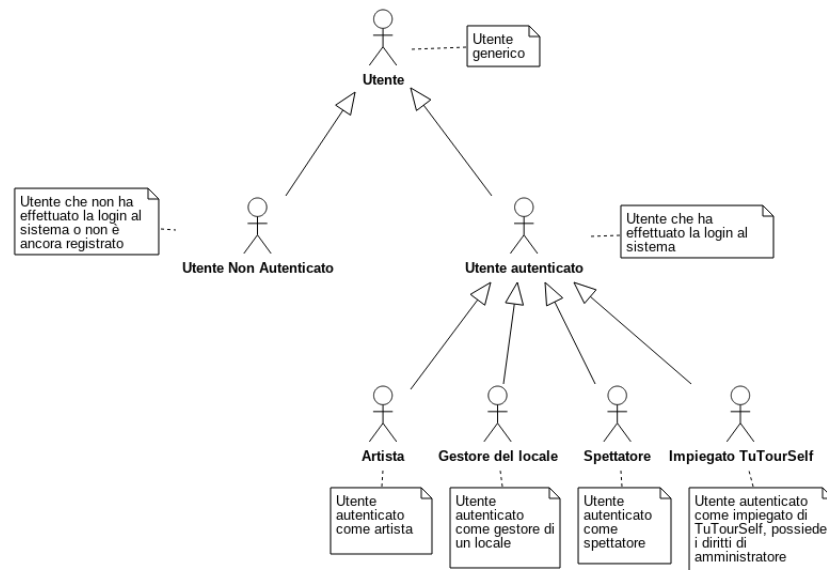 Utente
generico
Utente
Utente che non ha
effettuato la login al
sistema o non è
ancora registrato
Utente che ha
effettuato la login al
sistema
Utente Non Autenticato
Utente autenticato
Artista
Gestore del locale
Spettatore
Impiegato TuTourSelf
Utente
autenticato
come artista
Utente
autenticato
come gestore di
un locale
Utente
autenticato
come
spettatore
Utente autenticato
come impiegato di
TuTourSelf, possiede
i diritti di
amministratore